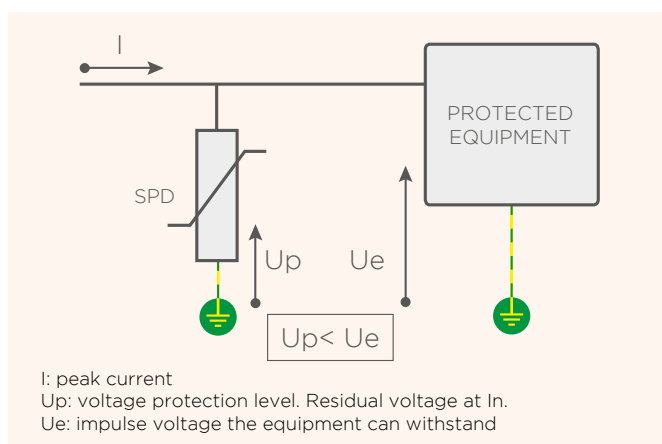 I
PROTECTED
EQUIPMENT
SPD
Up
Ue
Up< Ue
I: peak current
Up: voltage protection level. Residual voltage at In.
Ue: impulse voltage the equipment can withstand